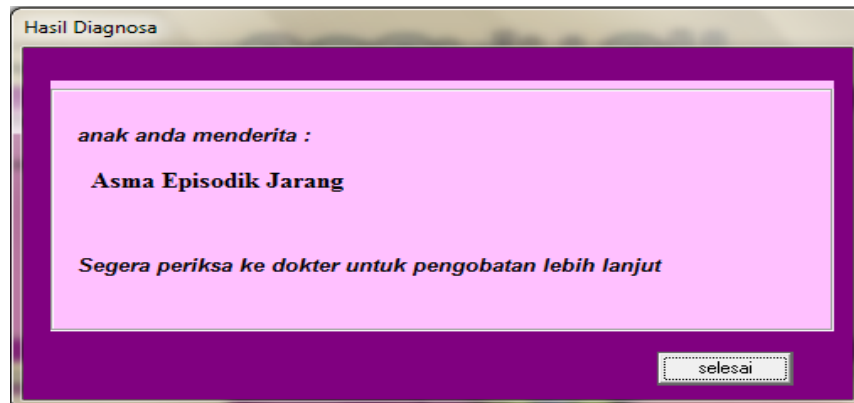 Hasil Diagnosa
anak anda menderita :
Asma Episodik Jarang
Segera periksa ke dokter untuk pengobatan lebih lanjut
selesai